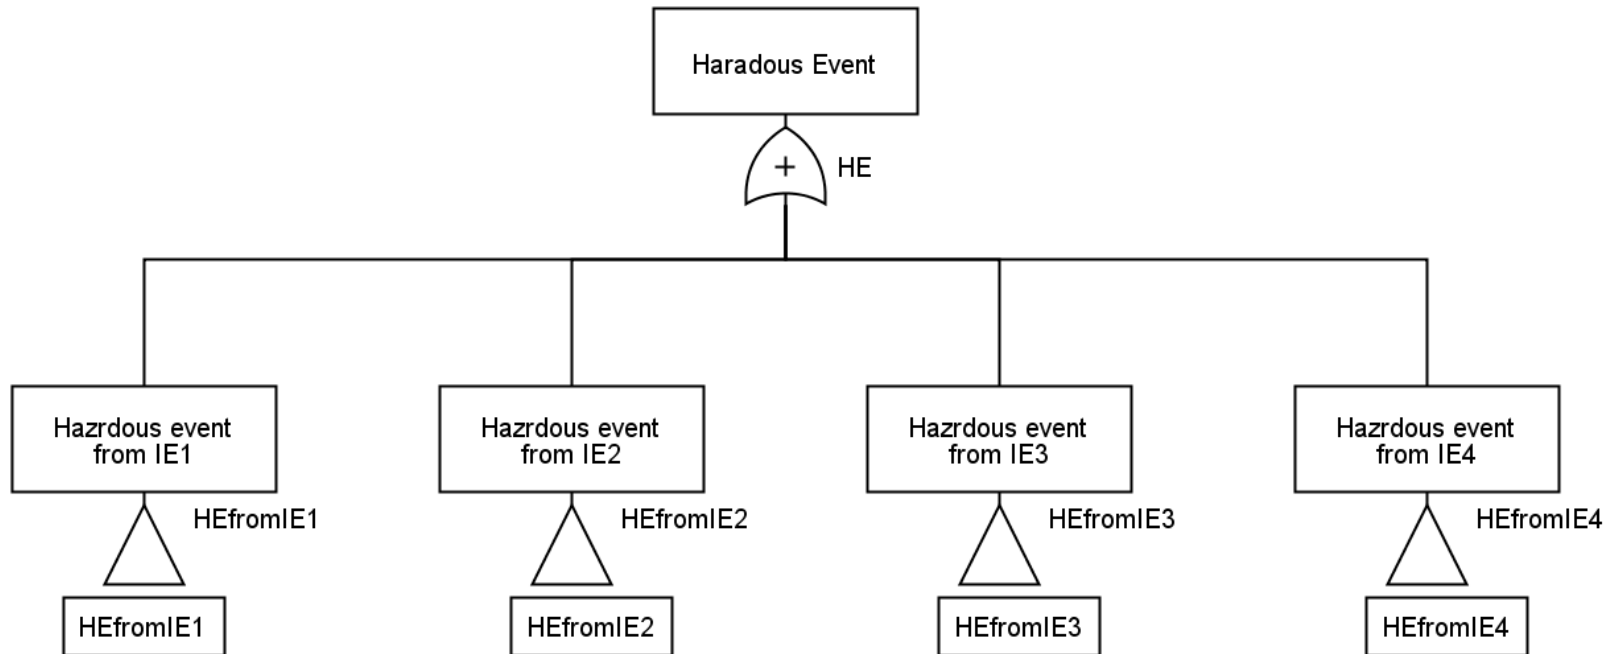 Haradous Event
+
HE
Hazrdous event
from IE1
Hazrdous event
from IE2
Hazrdous event
from IE3
Hazrdous event
from IE4
HEfromIE1
HEfromIE2
HEfromIE3
HEfromIE4
HEfromIE1
HEfromIE2
HEfromIE3
HEfromIE4